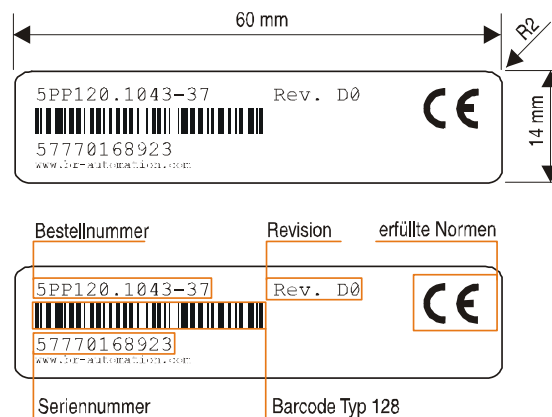 60 mm
R2
5PP120.1043-37 Rev. D0
CE
14 mm
57770168923
www.br-automation.com
Bestellnummer Revision erfüllte Normen
5PP120.1043-37 Rev. D0
CE
57770168923
www.br-automation.com
Seriennummer Barcode Typ 128